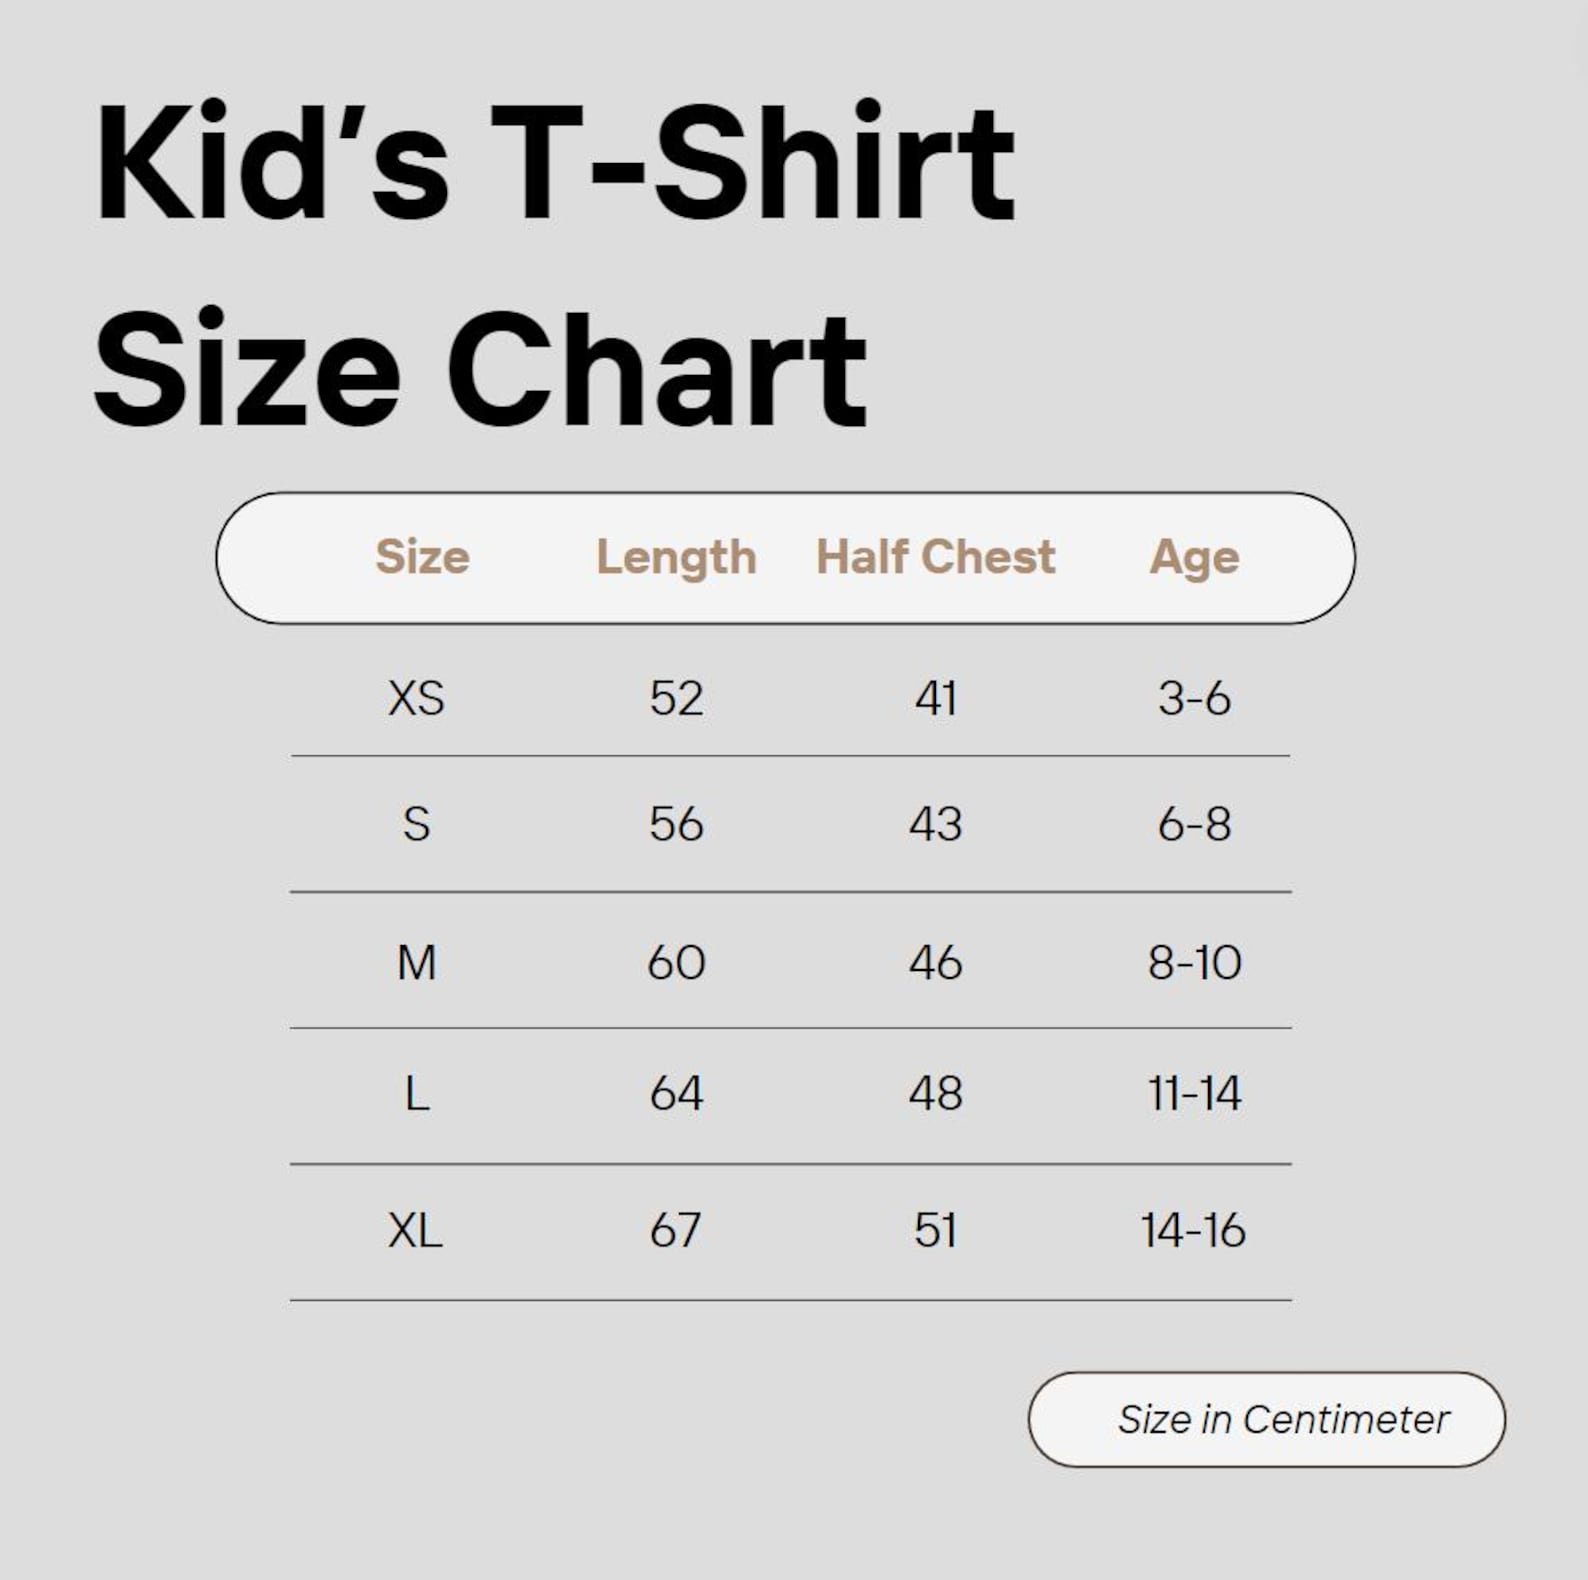 Kid’s T-Shirt
Size Chart
Size Length Half Chest Age
XS 52 41 3-6
S 56 43 6-8
M 60 46 8-10
L 64 48 11-14
XL 67 51 14-16
Size in Centimeter